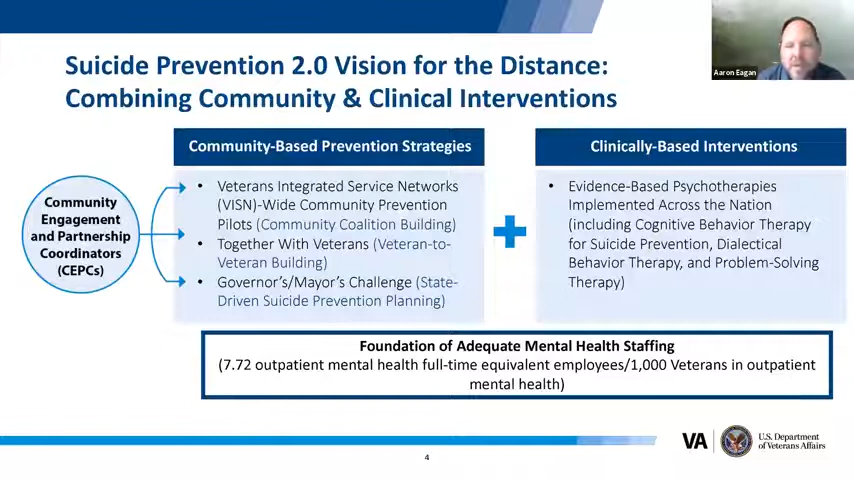 Aaron Eagan
Suicide Prevention 2.0 Vision for the Distance:
Combining Community & Clinical Interventions
Community
Engagement
and Partnership
Coordinators
(CEPCs)
Community-Based Prevention Strategies
• Veterans Integrated Service Networks
(VISN)-Wide Community Prevention
Pilots (Community Coalition Building)
• Together With Veterans (Veteran-to-
Veteran Building)
• Governor’s/Mayor’s Challenge (State-
Driven Suicide Prevention Planning)
+
Clinically-Based Interventions
• Evidence-Based Psychotherapies
Implemented Across the Nation
(including Cognitive Behavior Therapy
for Suicide Prevention, Dialectical
Behavior Therapy, and Problem-Solving
Therapy)
Foundation of Adequate Mental Health Staffing
(7.72 outpatient mental health full-time equivalent employees/1,000 Veterans in outpatient
mental health)
VA
U.S. Department
of Veterans Affairs
4